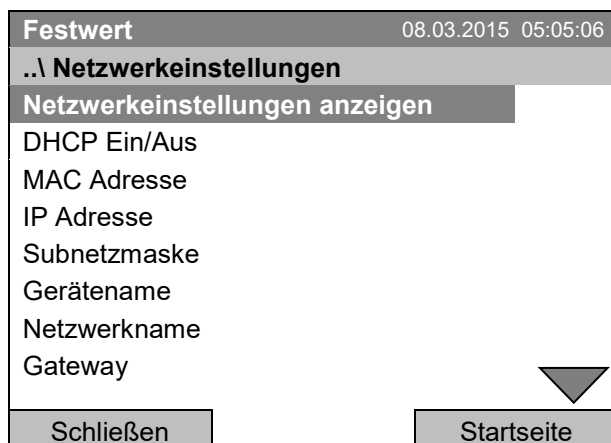 Festwert 08.03.2015 05:05:06
..\ Netzwerkeinstellungen
Netzwerkeinstellungen anzeigen
DHCP Ein/Aus
MAC Adresse
IP Adresse
Subnetzmaske
Gerätename
Netzwerkname
Gateway
Schließen Startseite